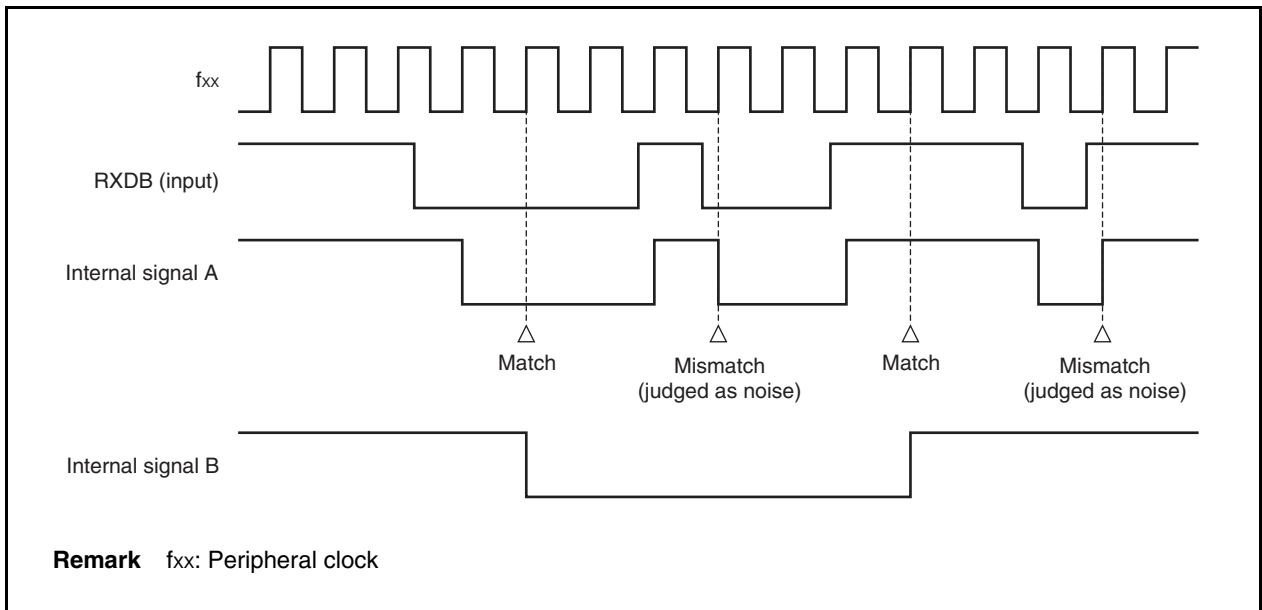 fxx
RXDB (input)
Internal signal A
Match
Mismatch
(judged as noise)
Match
Mismatch
(judged as noise)
Internal signal B
Remark fxx: Peripheral clock